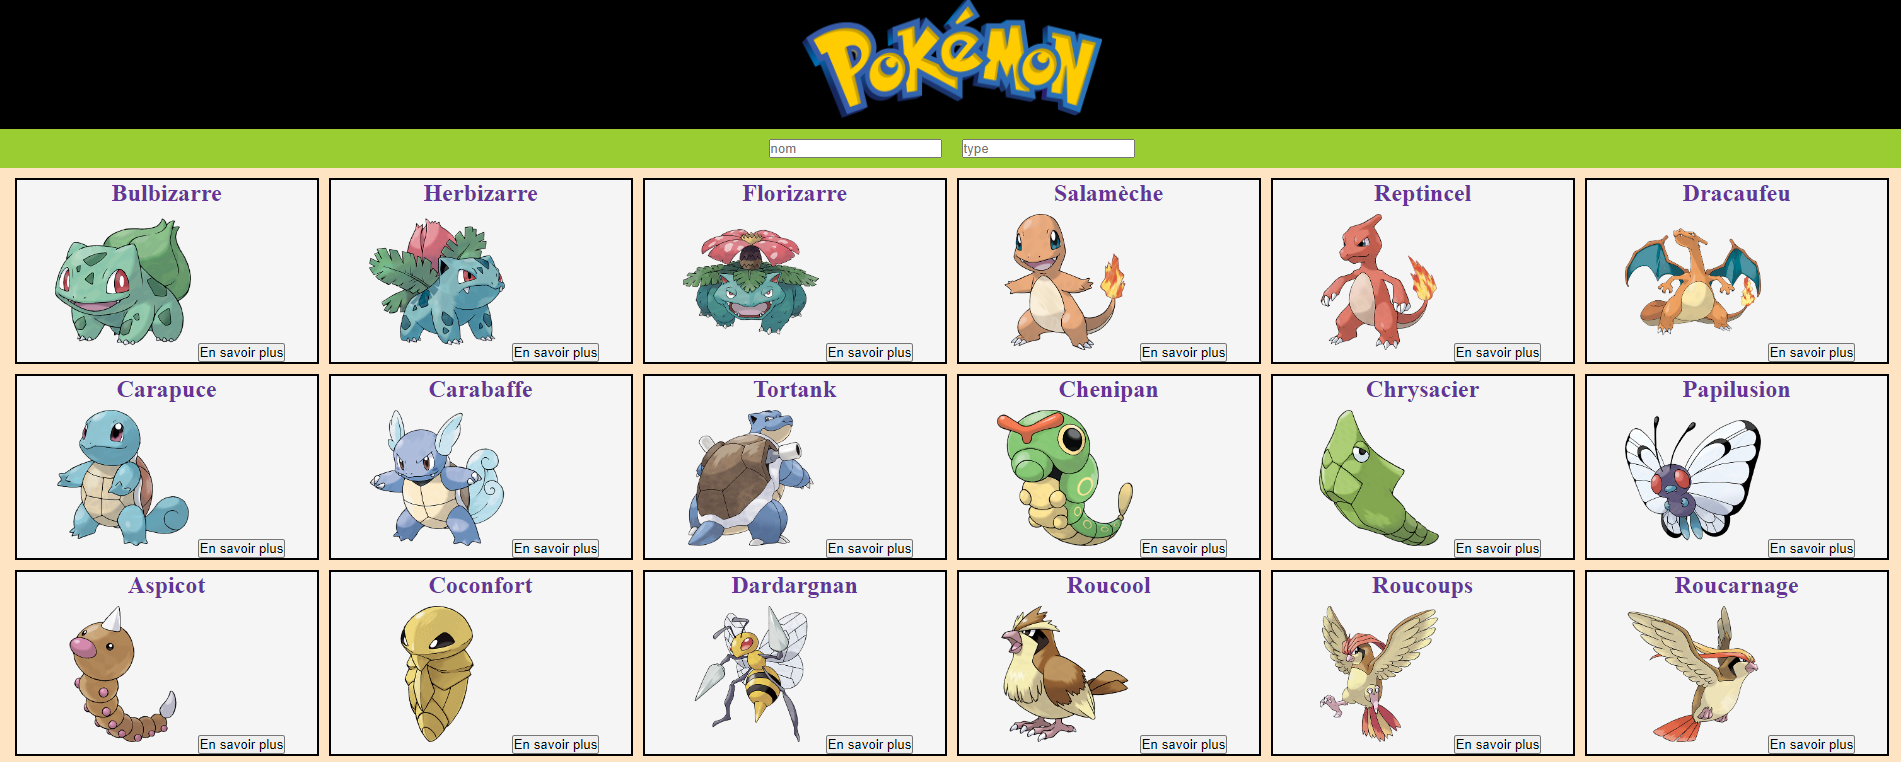 POKéMON
nom type
Bulbizarre Herbizarre Florizarre Salamèche Reptincel Dracaufeu
En savoir plus En savoir plus En savoir plus En savoir plus En savoir plus En savoir plus
Carapuce Carabaffe Tortank Chenipan Chrysacier Papilusion
En savoir plus En savoir plus En savoir plus En savoir plus En savoir plus En savoir plus
Aspicot Coconfort Dardargnan Roucool Roucoups Roucarnage
En savoir plus En savoir plus En savoir plus En savoir plus En savoir plus En savoir plus